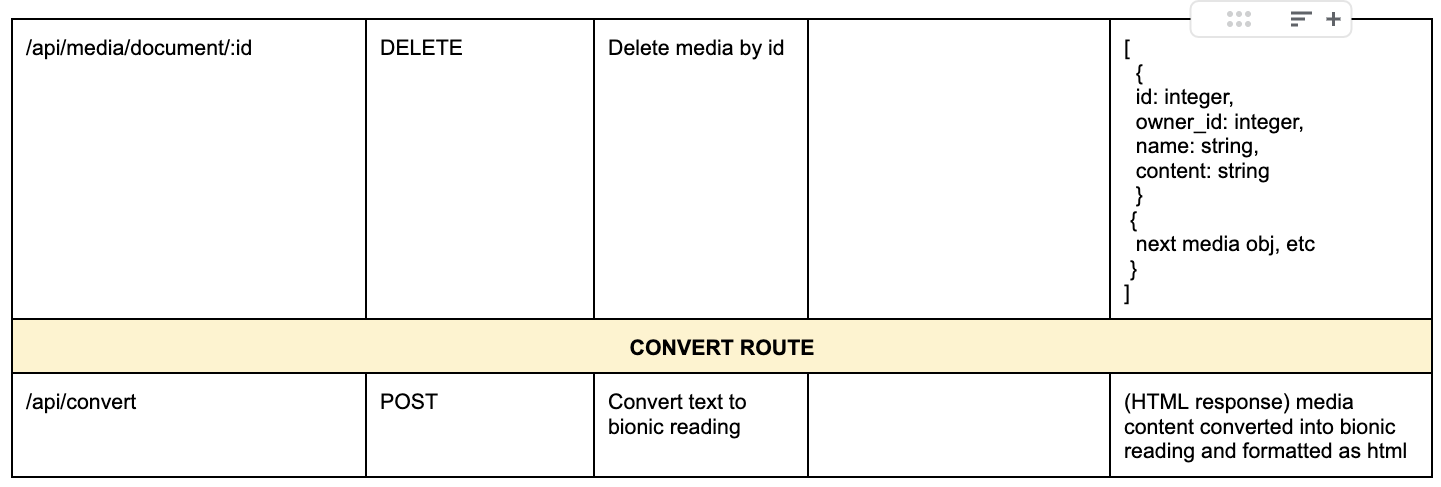 /api/media/document/:id
DELETE
Delete media by id
[
{
id: integer,
owner_id: integer,
name: string,
content: string
}
{
next media obj, etc
}
]
CONVERT ROUTE
/api/convert
POST
Convert text to
bionic reading
(HTML response) media
content converted into bionic
reading and formatted as html